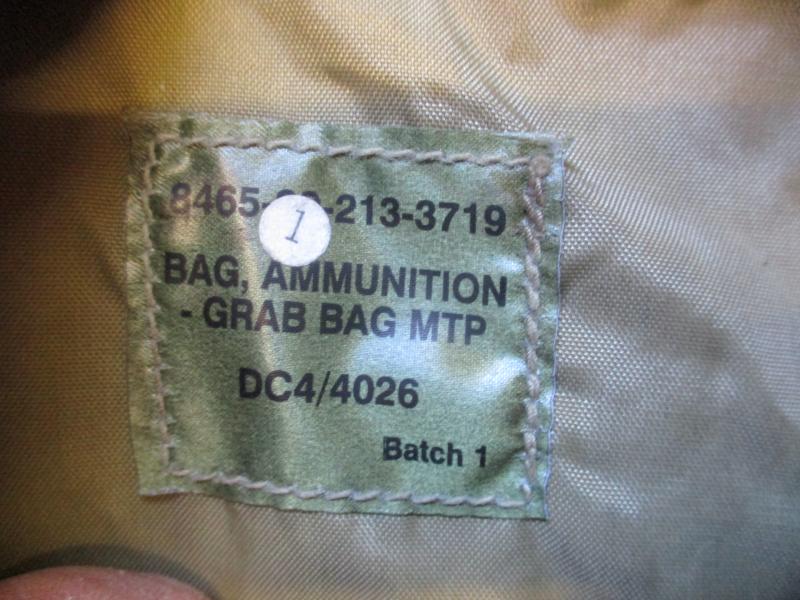 8465-
-213-3719
1
BAG, AMMUNITION
- GRAB BAG MTP
DC4/4026
Batch 1